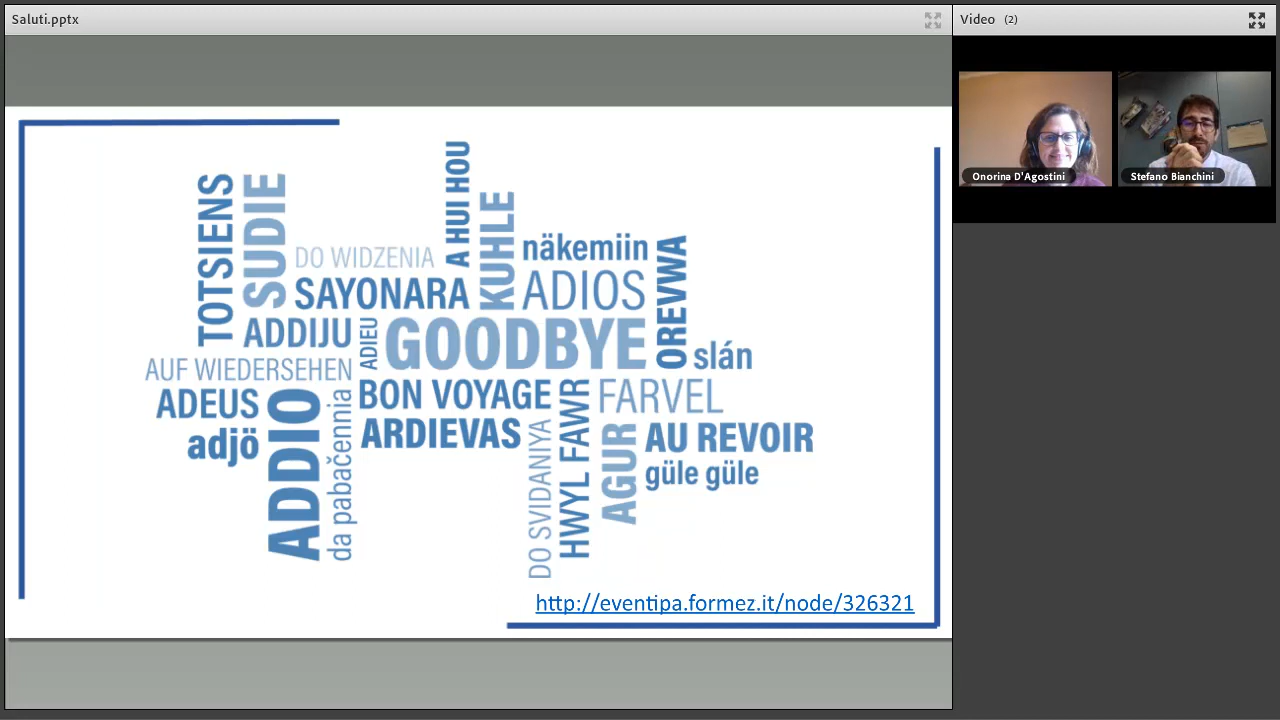 Saluti.pptx
Video (2)
Onorina D'Agostini
Stefano Bianchini
TOTSIENS
SUDIE
DO WIDZENIA
A HUI HOU
KUHLE
näkemiin
SAYONARA
ADIOS
OREVWA
ADDIJU
ADIEU
GOODBYE
slán
AUF WIEDERSEHEN
ADEUS
BON VOYAGE
FARVEL
adjö
ADDIO
da pabačennia
ARDIEVAS
DO SVIDANIYA
HWYL FAWR
AGUR
AU REVOIR
güle güle
http://eventipa.formez.it/node/326321